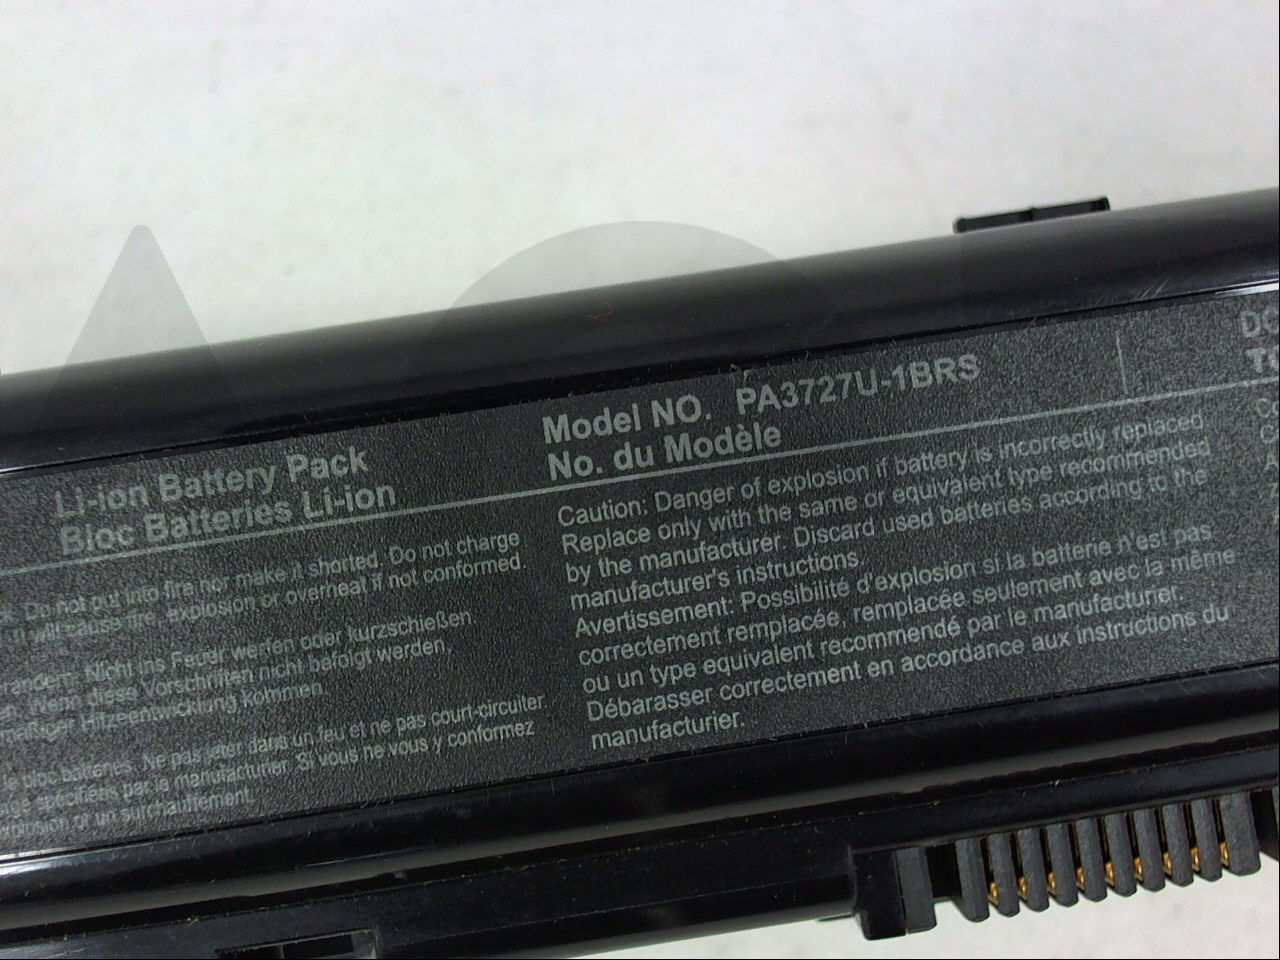 Li-ion Battery Pack
Bloc Batteries Li-ion
Model NO. PA3727U-1BRS
No. du Modèle
Do not put into fire nor make it shorted. Do not charge
will cause fire, explosion or overheat if not conformed.
Nicht ins Feuer werfen oder kurzschießen.
Wenn diese Vorschriften nicht befolgt werden,
Hitzeentwicklung kommen
bloc batteries. Ne pas jeter dans un feu et ne pas court-circuiter.
spécifiées par la manufacturier. Si vous ne vous y conformez
explosion or un surchauffement.
Caution: Danger of explosion if battery is incorrectly replaced
Replace only with the same or equivalent type recommended
by the manufacturer. Discard used batteries according to the
manufacturer's instructions.
Avertissement: Possibilité d'explosion si la batterie n'est pas
correctement remplacée, remplacée seulement avec la même
ou un type equivalent recommendé par le manufacturier.
Débarasser correctement en accordance aux instructions du
manufacturier.